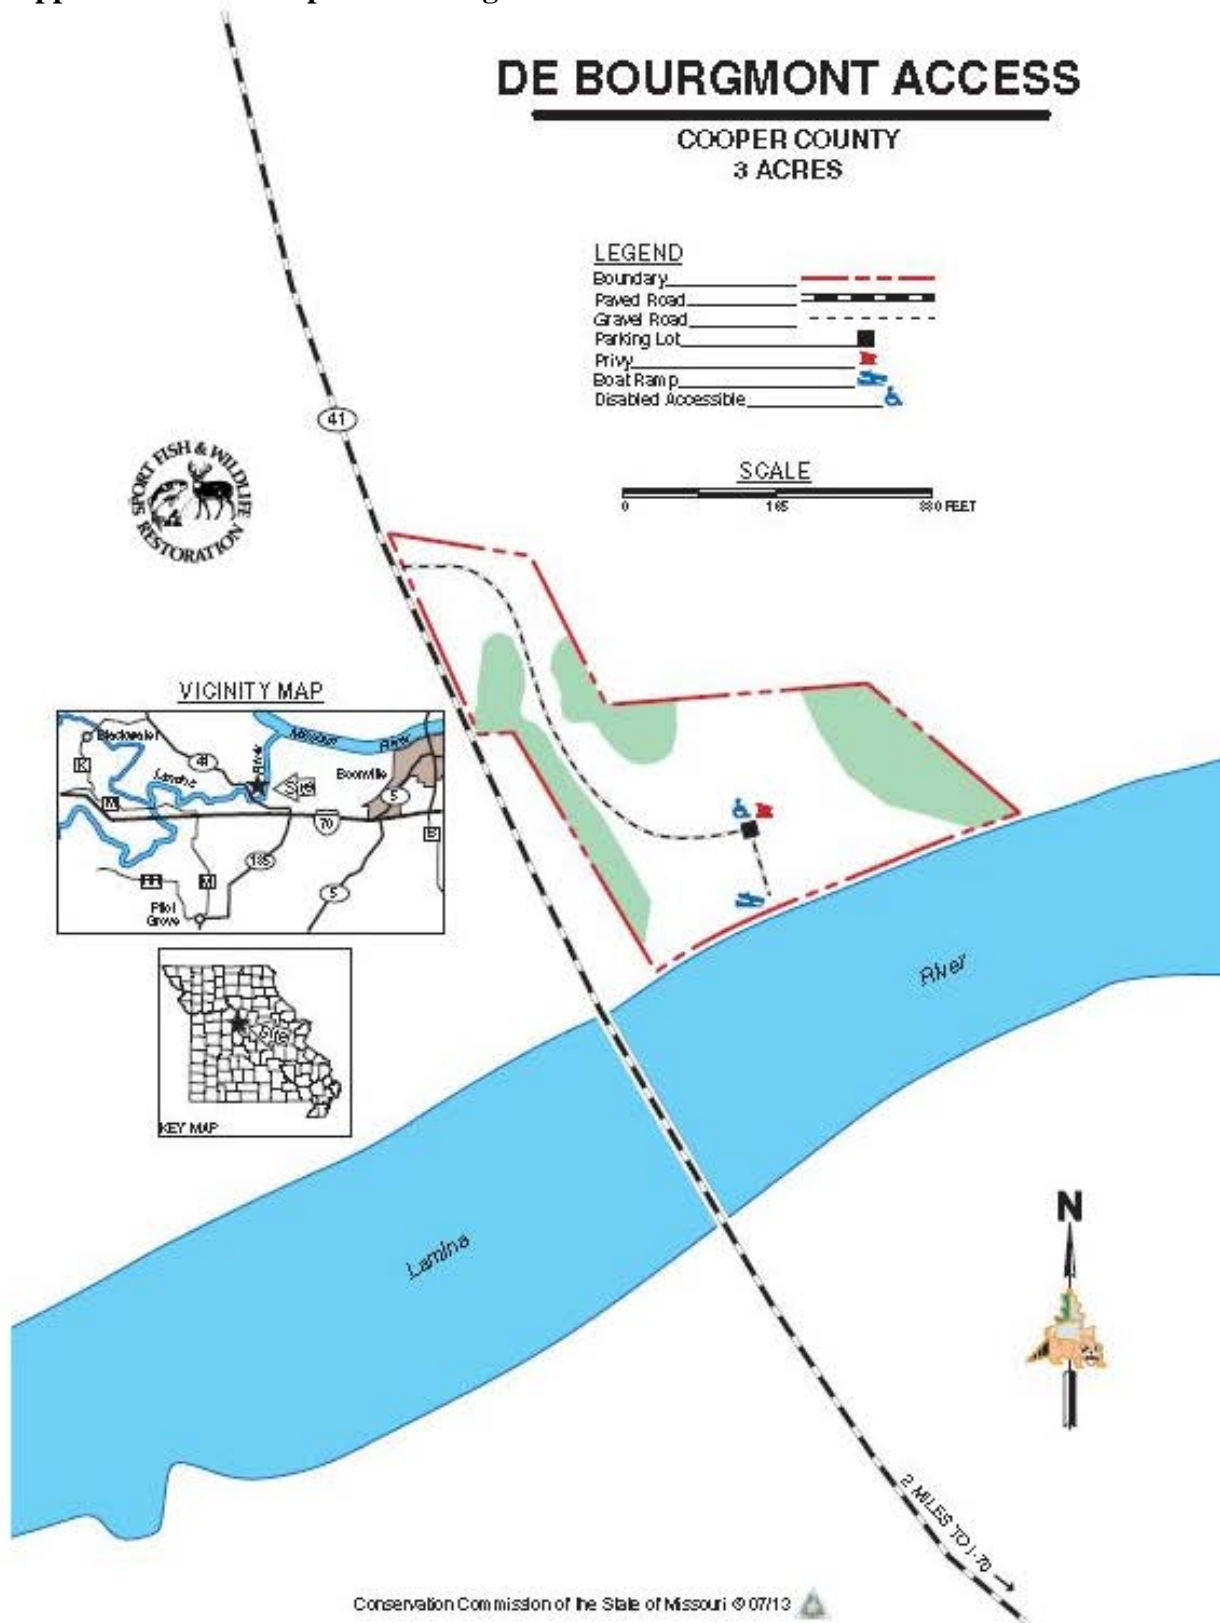 DE BOURGMONT ACCESS
COOPER COUNTY
3 ACRES
LEGEND
Boundary
Paved Road
Gravel Road
Parking Lot
Privy
Boat Ramp
Disabled Accessible
SCALE
0 165 330 FEET
41
SPORT FISH & WILDLIFE
RESTORATION
VICINITY MAP
Blackwater
Missouri River
41
River
K
Lamine
Site
Boonville
M
5
70
B
135
M
5
Pilot
Grove
Site
KEY MAP
River
Lamine
N
2 MILES TO I-70
Conservation Commission of the State of Missouri © 07/13